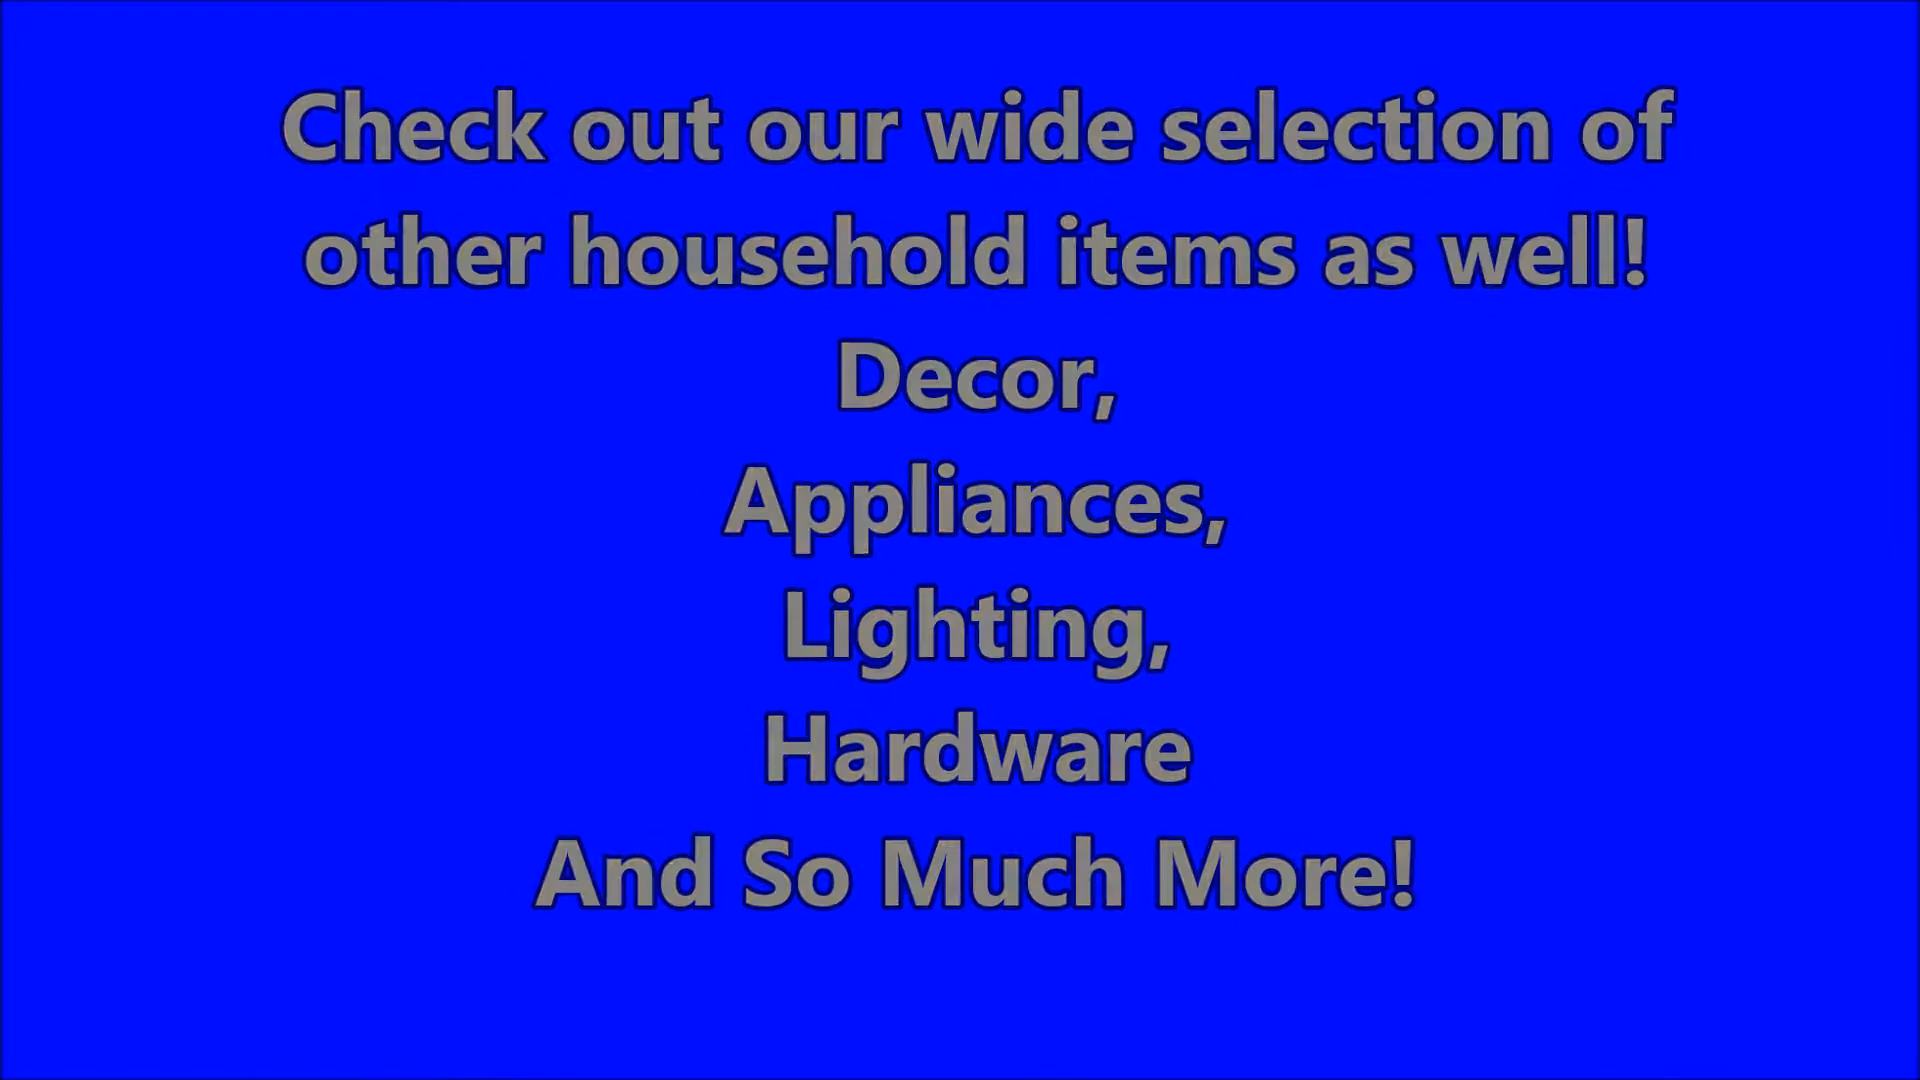 Check out our wide selection of
other household items as well!
Decor,
Appliances,
Lighting,
Hardware
And So Much More!